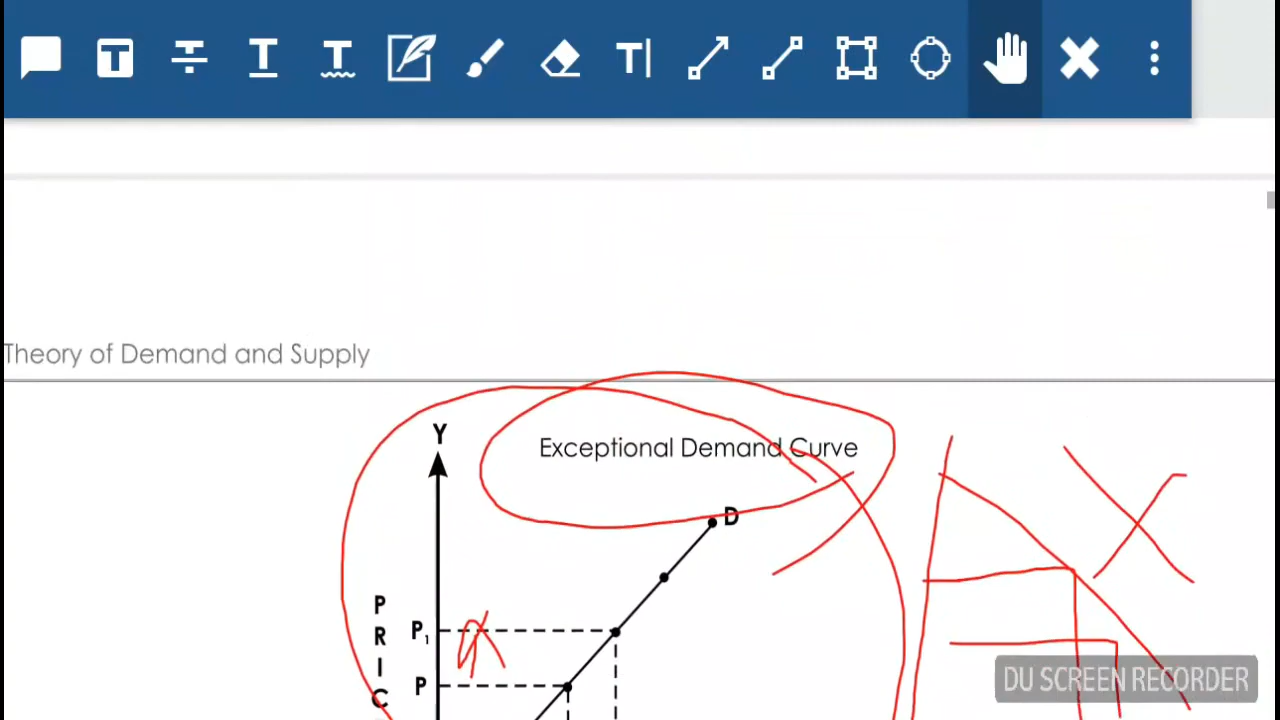 Theory of Demand and Supply
Exceptional Demand Curve
Y
D
P
R
I
C
P₁
P
X
DU SCREEN RECORDER